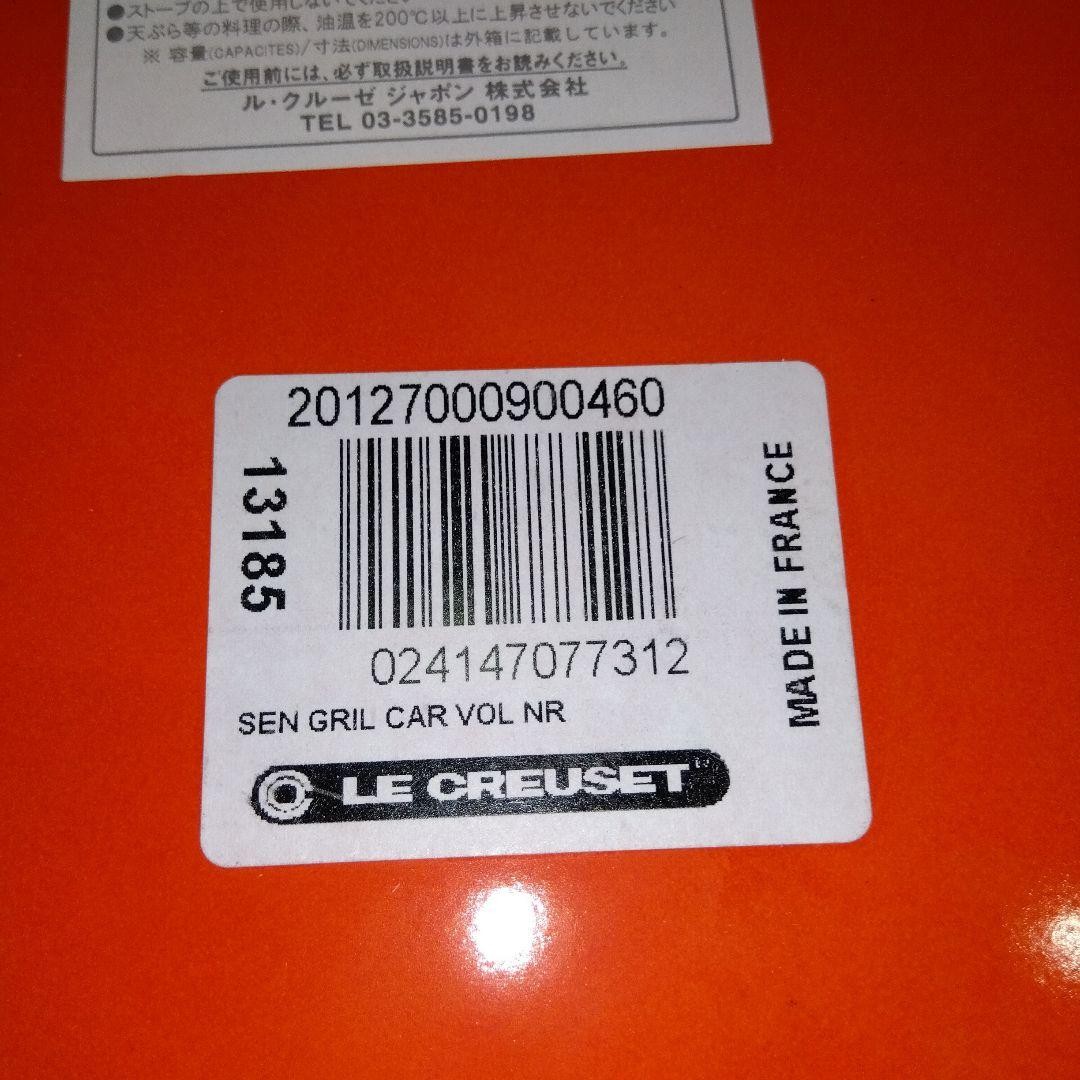 ●ストーブの上で使用しないでください
●天ぷら等の料理の際、油温を200℃以上に上昇させないでください
※ 容量(CAPACITES)/寸法(DIMENSIONS)は外箱に記載しています。
ご使用前には、必ず取扱説明書をお読みください。
ル・クルーゼ ジャポン 株式会社
TEL 03-3585-0198
20127000900460
13185
024147077312
SEN GRIL CAR VOL NR
LE CREUSET
MADE IN FRANCE